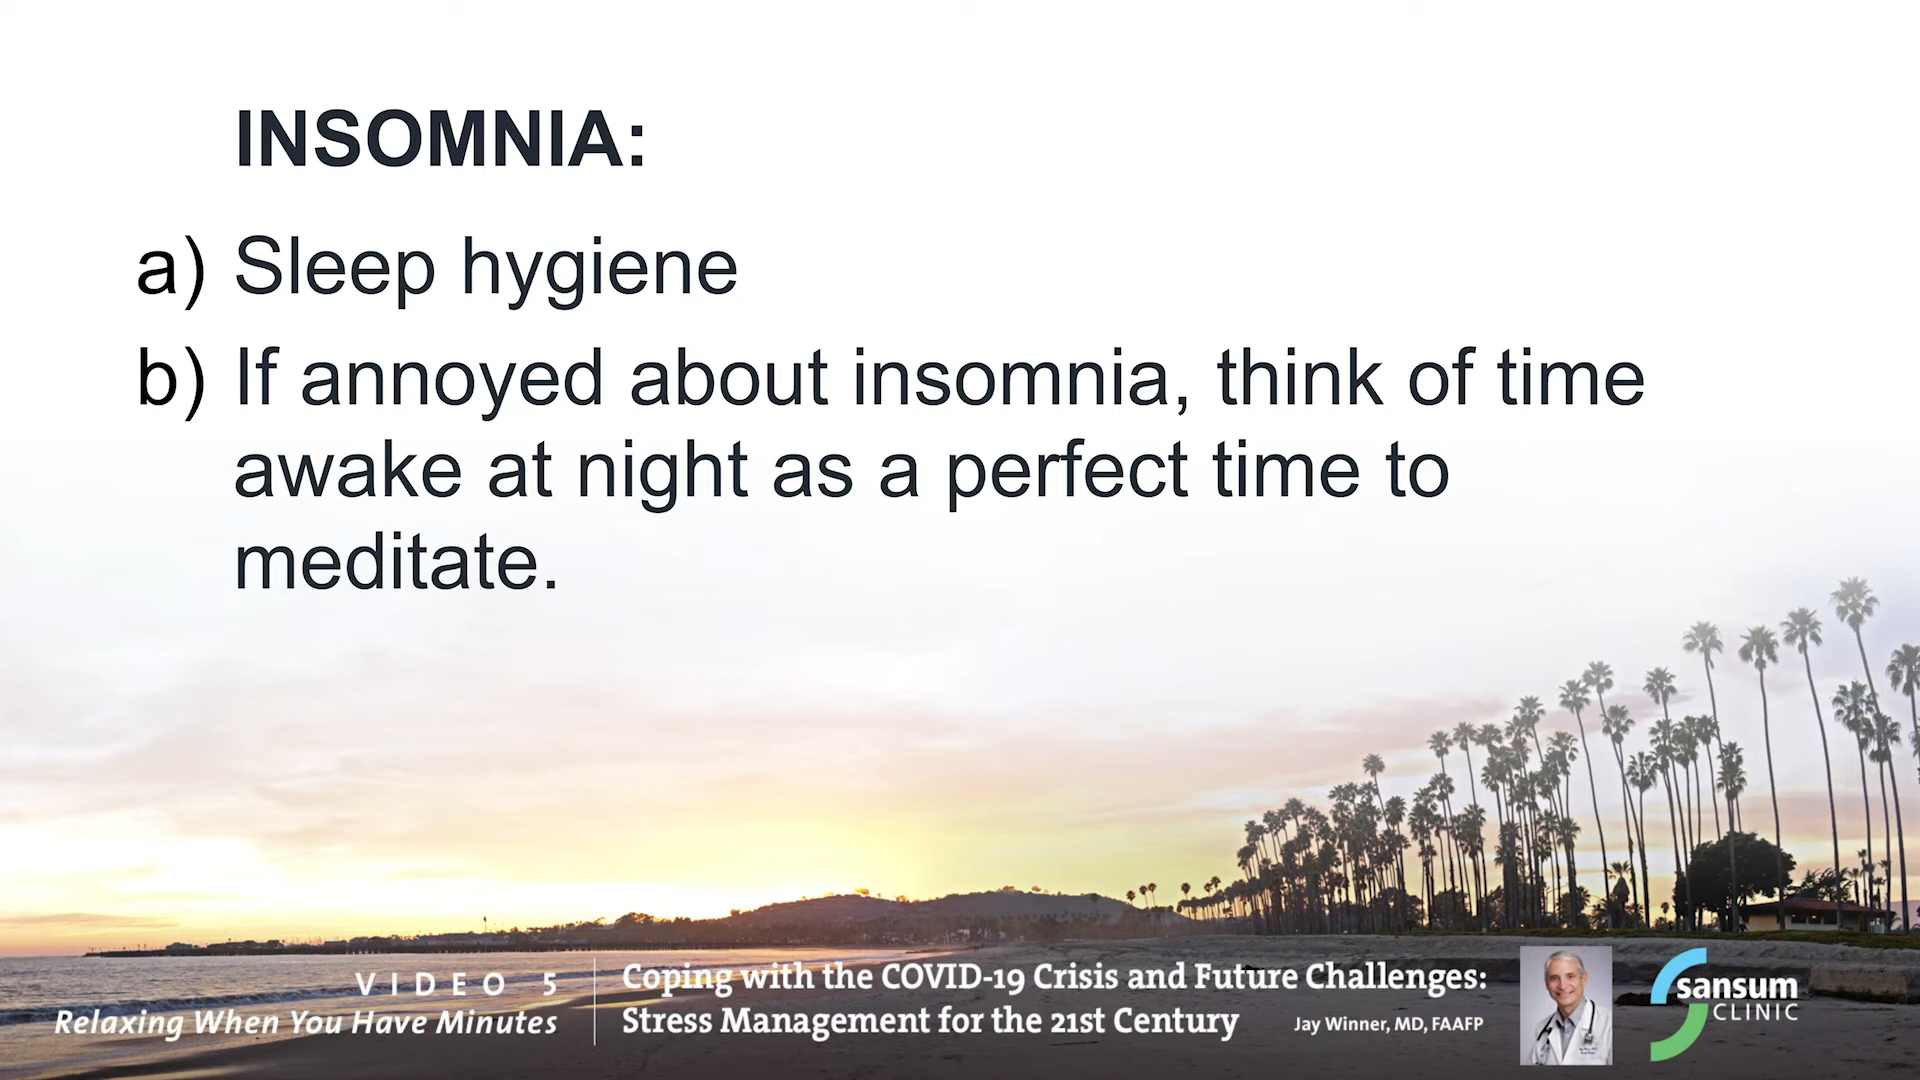 INSOMNIA:
a) Sleep hygiene
b) If annoyed about insomnia, think of time
awake at night as a perfect time to
meditate.
VIDEO 5
Relaxing When You Have Minutes
Coping with the COVID-19 Crisis and Future Challenges:
Stress Management for the 21st Century
Jay Winner, MD, FAAFP
sansum
CLINIC